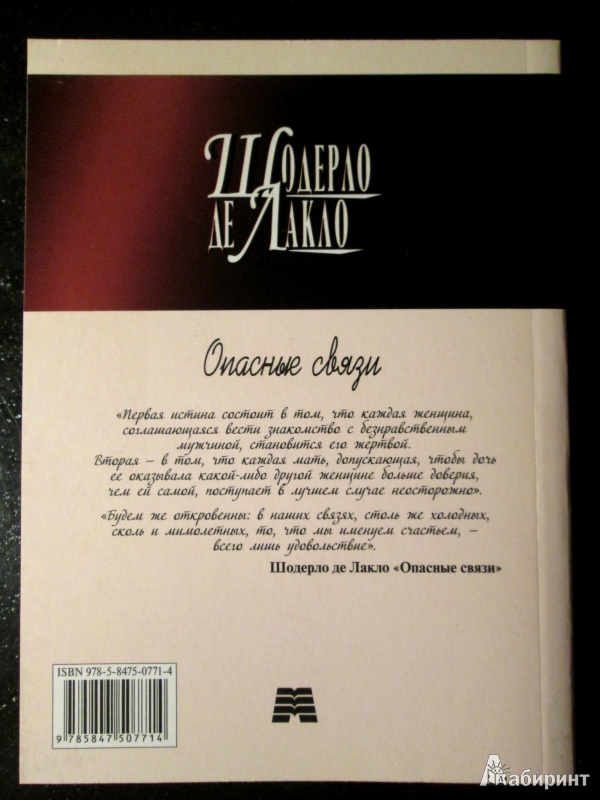 Шодерло
де Лакло
Опасные связи
«Первая истина состоит в том, что каждая женщина,
соглашающаяся вести знакомство с безнравственным
мужчиной, становится его жертвой.
Вторая – в том, что каждая мать, допускающая, чтобы дочь
ее оказывала какой-либо другой женщине больше доверия,
чем ей самой, поступает в лучшем случае неосторожно».
«Будем же откровенны: в наших связях, столь же холодных,
сколь и мимолетных, то, что мы именуем счастьем, –
всего лишь удовольствие».
Шодерло де Лакло «Опасные связи»
ISBN 978-5-8475-0771-4
9 785847 507714
Лабиринт